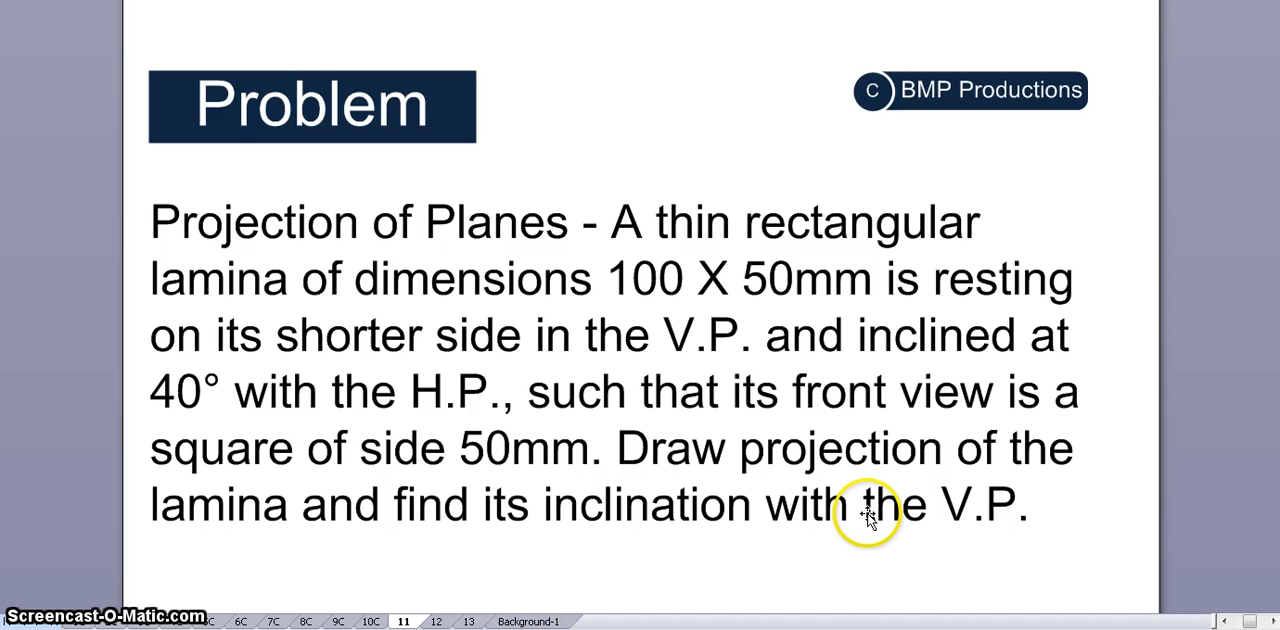 Problem
C BMP Productions
Projection of Planes - A thin rectangular
lamina of dimensions 100 X 50mm is resting
on its shorter side in the V.P. and inclined at
40° with the H.P., such that its front view is a
square of side 50mm. Draw projection of the
lamina and find its inclination with the V.P.
Screencast-O-Matic.com
6C 7C 8C 9C 10C 11 12 13 Background-1